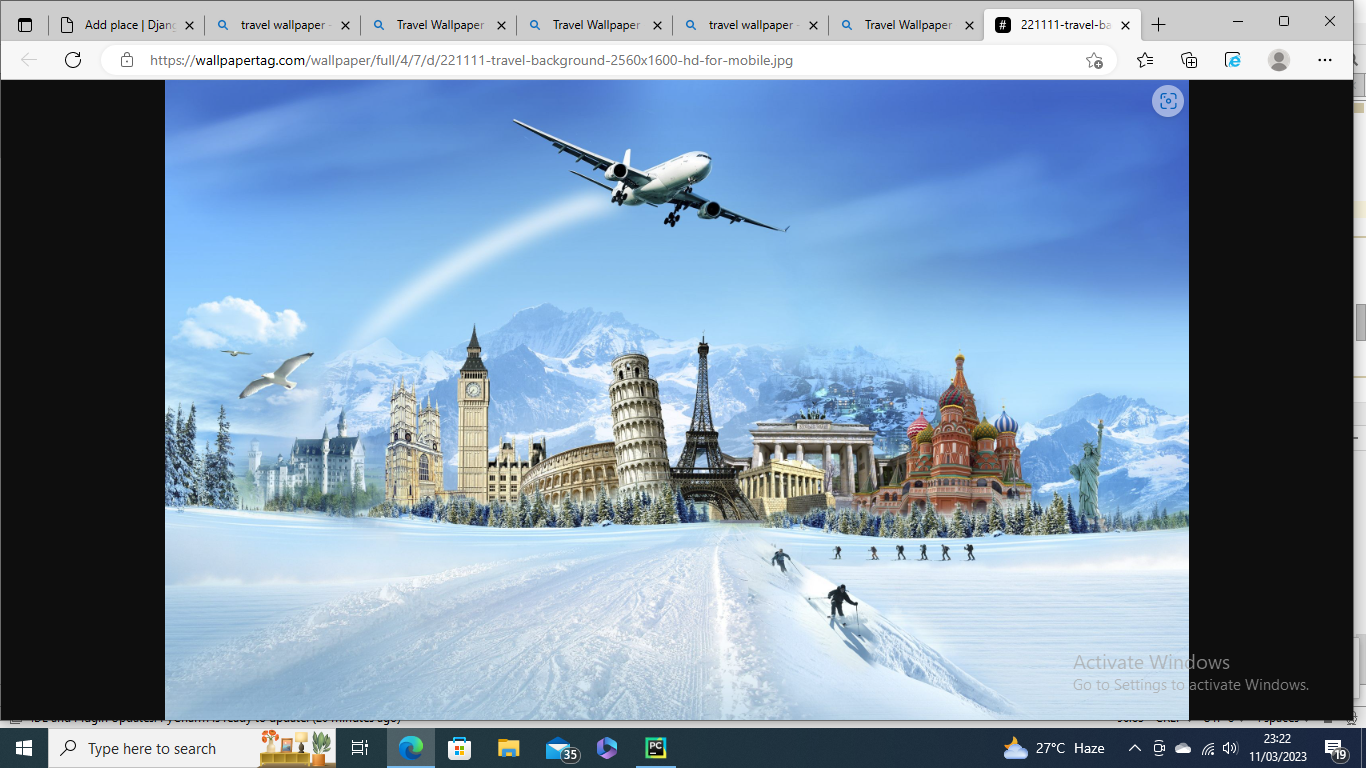 Add place | Djang
travel wallpaper -
Travel Wallpaper
Travel Wallpaper
travel wallpaper -
Travel Wallpaper
221111-travel-ba
https://wallpapertag.com/wallpaper/full/4/7/d/221111-travel-background-2560x1600-hd-for-mobile.jpg
Activate Windows
Go to Settings to activate Windows.
Type here to search
35
PC
27°C Haze
23:22
11/03/2023
19